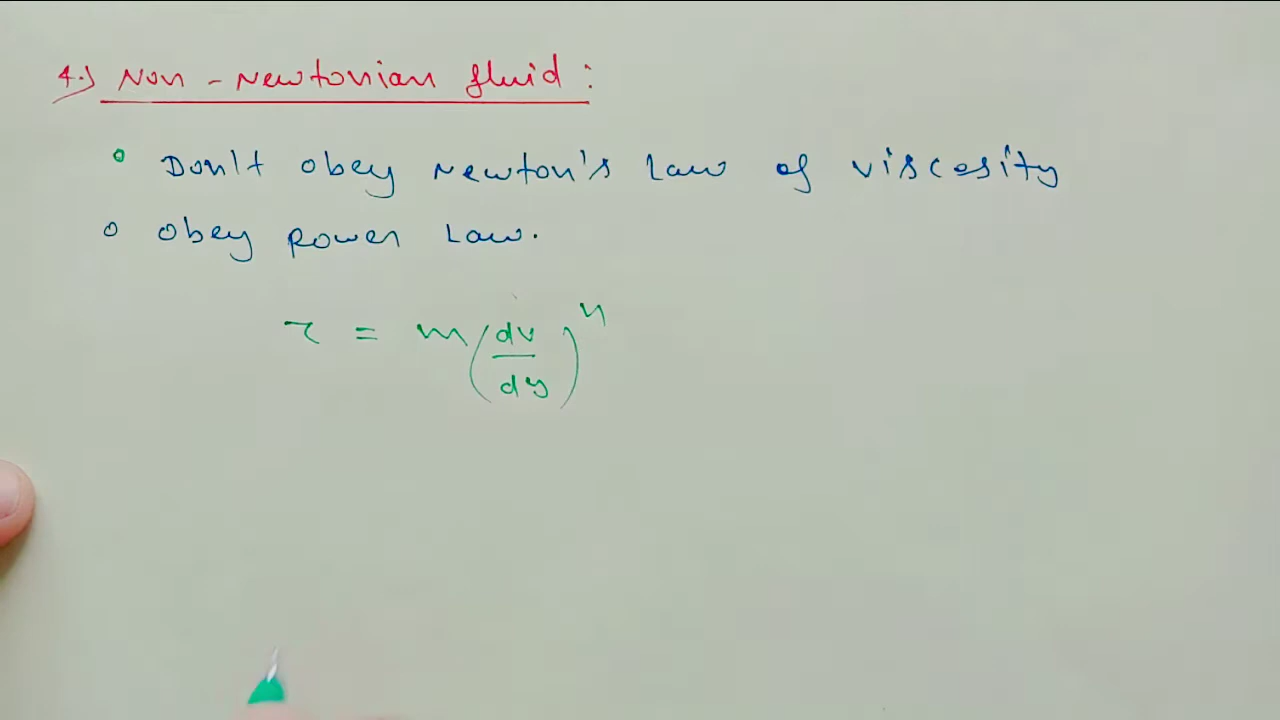 4.) Non - Newtonian fluid :
Don't obey Newton's Law of viscosity
obey power Law.
τ = m (dv/dy)^n